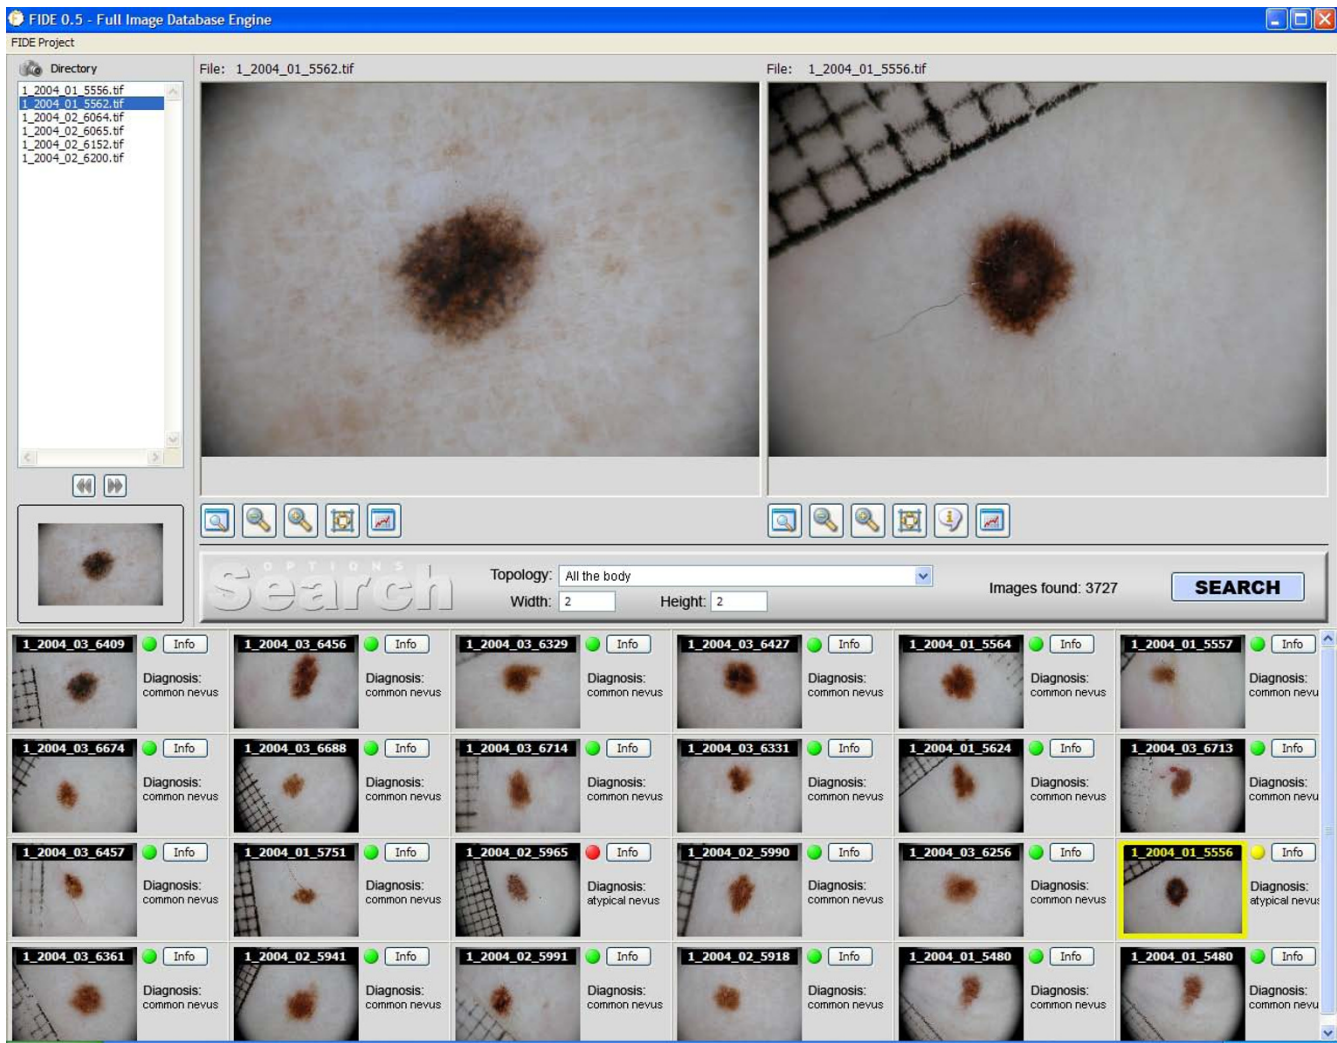 FIDE 0.5 - Full Image Database Engine
FIDE Project
Directory
1_2004_01_5556.tif
1_2004_01_5562.tif
1_2004_02_6064.tif
1_2004_02_6065.tif
1_2004_02_6152.tif
1_2004_02_6200.tif
File: 1_2004_01_5562.tif
File: 1_2004_01_5556.tif
OPTIONS
Search
Topology: All the body
Width: 2 Height: 2
Images found: 3727
SEARCH
1_2004_03_6409 Info
Diagnosis:
common nevus
1_2004_03_6456 Info
Diagnosis:
common nevus
1_2004_03_6329 Info
Diagnosis:
common nevus
1_2004_03_6427 Info
Diagnosis:
common nevus
1_2004_01_5564 Info
Diagnosis:
common nevus
1_2004_01_5557 Info
Diagnosis:
common nevu
1_2004_03_6674 Info
Diagnosis:
common nevus
1_2004_03_6688 Info
Diagnosis:
common nevus
1_2004_03_6714 Info
Diagnosis:
common nevus
1_2004_03_6331 Info
Diagnosis:
common nevus
1_2004_01_5624 Info
Diagnosis:
common nevus
1_2004_03_6713 Info
Diagnosis:
common nevu
1_2004_03_6457 Info
Diagnosis:
common nevus
1_2004_01_5751 Info
Diagnosis:
common nevus
1_2004_02_5965 Info
Diagnosis:
atypical nevus
1_2004_02_5990 Info
Diagnosis:
common nevus
1_2004_03_6256 Info
Diagnosis:
common nevus
1_2004_01_5556 Info
Diagnosis:
atypical nevus
1_2004_03_6361 Info
Diagnosis:
common nevus
1_2004_02_5941 Info
Diagnosis:
common nevus
1_2004_02_5991 Info
Diagnosis:
common nevus
1_2004_02_5918 Info
Diagnosis:
common nevus
1_2004_01_5480 Info
Diagnosis:
common nevus
1_2004_01_5480 Info
Diagnosis:
common nevu